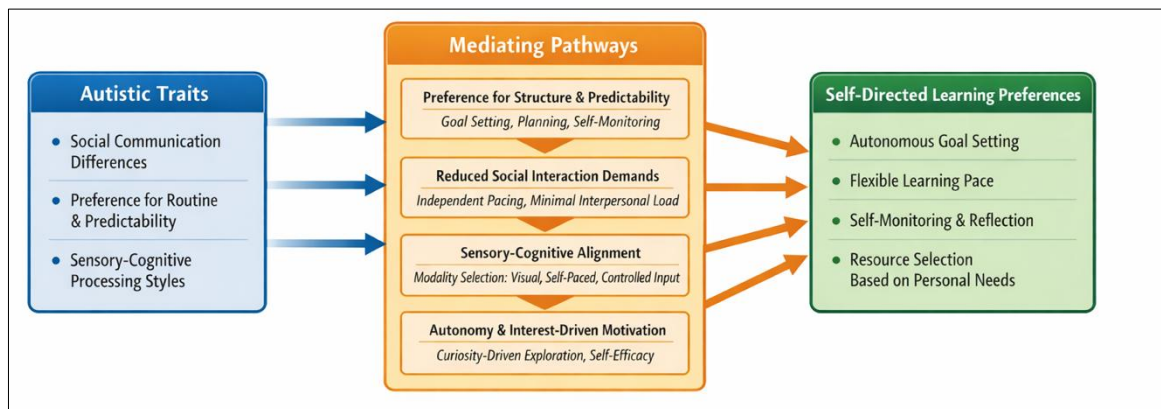 Autistic Traits
Social Communication
Differences
Preference for Routine
& Predictability
Sensory-Cognitive
Processing Styles
Mediating Pathways
Preference for Structure & Predictability
Goal Setting, Planning, Self-Monitoring
Reduced Social Interaction Demands
Independent Pacing, Minimal Interpersonal Load
Sensory-Cognitive Alignment
Modality Selection: Visual, Self-Paced, Controlled Input
Autonomy & Interest-Driven Motivation
Curiosity-Driven Exploration, Self-Efficacy
Self-Directed Learning Preferences
Autonomous Goal Setting
Flexible Learning Pace
Self-Monitoring & Reflection
Resource Selection
Based on Personal Needs